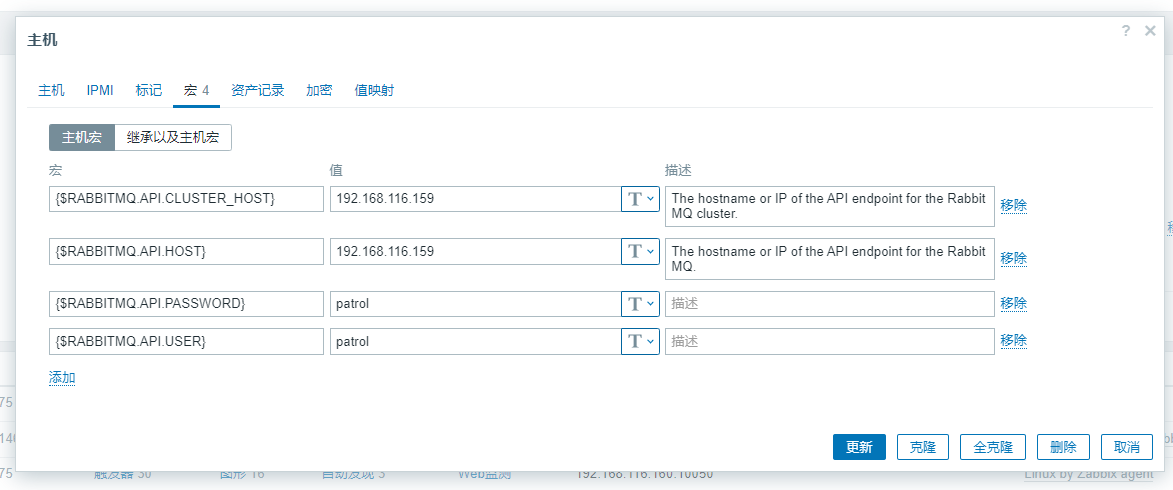 主机
? ×
主机 IPMI 标记 宏 4 资产记录 加密 值映射
主机宏 继承以及主机宏
宏 值 描述
{$RABBITMQ.API.CLUSTER_HOST} 192.168.116.159 T The hostname or IP of the API endpoint for the Rabbit
MQ cluster.
移除
{$RABBITMQ.API.HOST} 192.168.116.159 T The hostname or IP of the API endpoint for the Rabbit
MQ.
移除
{$RABBITMQ.API.PASSWORD} patrol T 描述 移除
{$RABBITMQ.API.USER} patrol T 描述 移除
添加
更新 克隆 全克隆 删除 取消
75
140
75 触发器 50 图形 16 自动发现 3 Web监测 192.168.116.160:10050 Linux by Zabbix agent